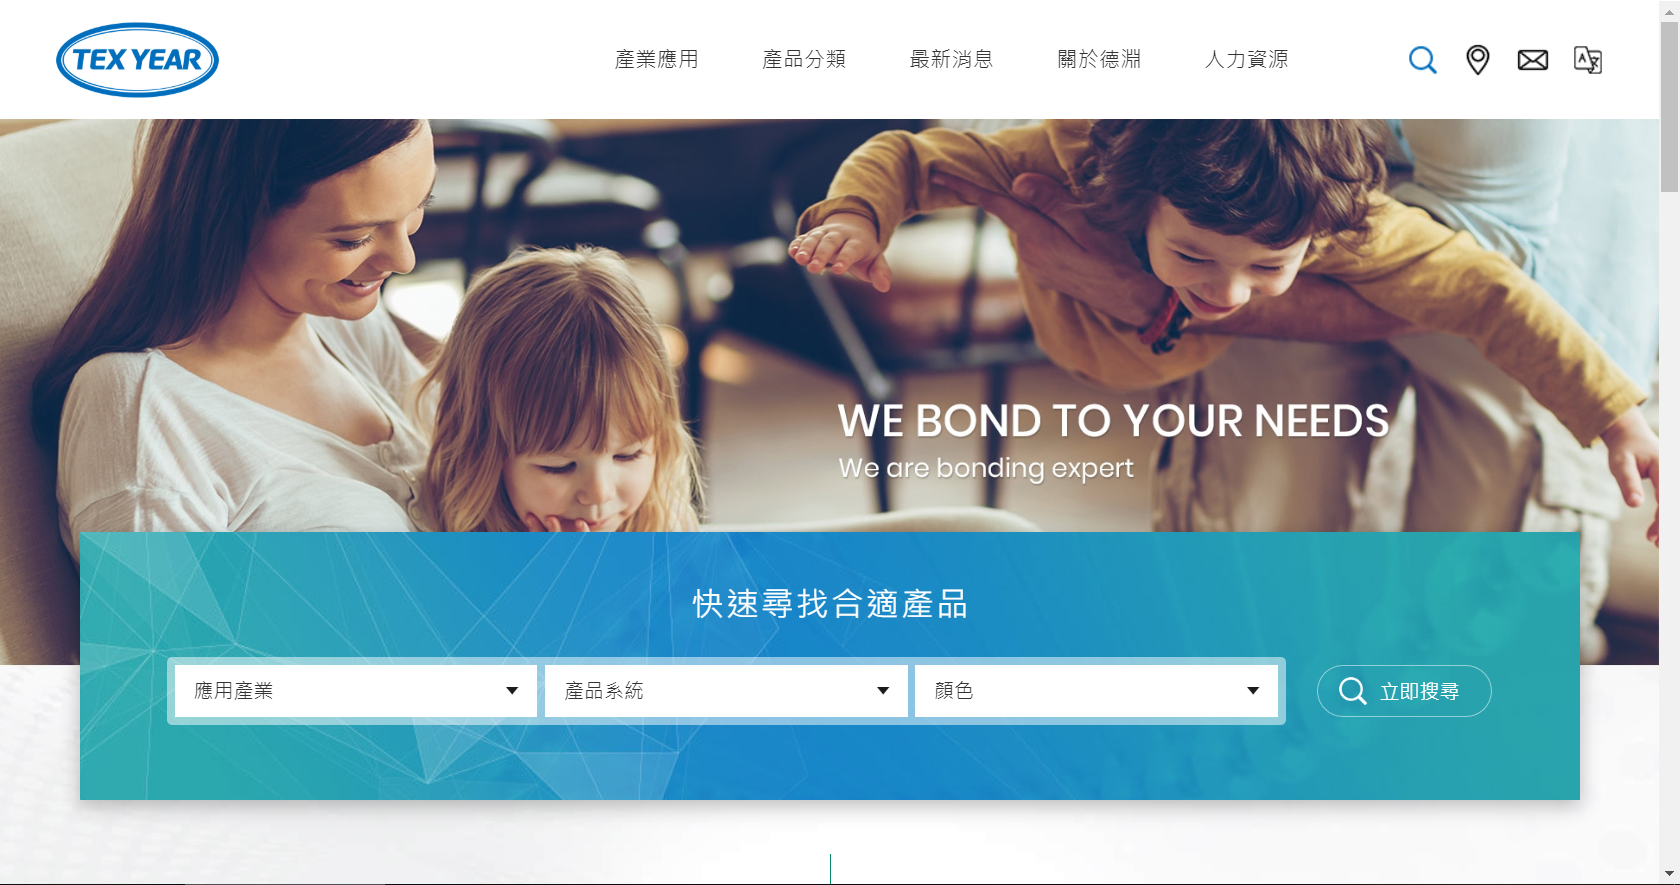 TEX YEAR
產業應用 產品分類 最新消息 關於德淵 人力資源
WE BOND TO YOUR NEEDS
We are bonding expert
快速尋找合適產品
應用產業 產品系統 顏色 立即搜尋